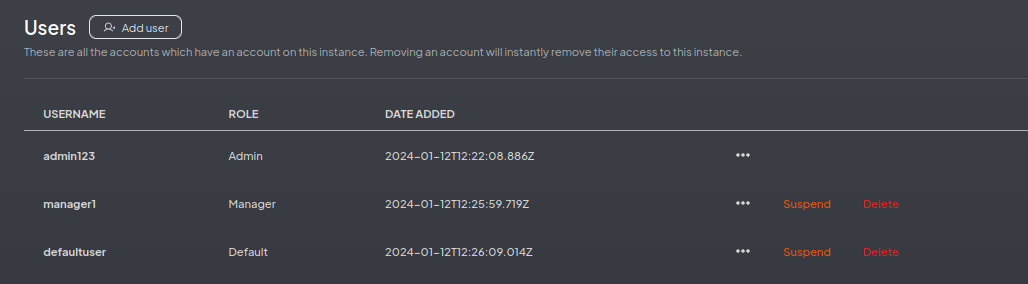 Users Add user
These are all the accounts which have an account on this instance. Removing an account will instantly remove their access to this instance.
USERNAME ROLE DATE ADDED
admin123 Admin 2024-01-12T12:22:08.886Z •••
manager1 Manager 2024-01-12T12:25:59.719Z ••• Suspend Delete
defaultuser Default 2024-01-12T12:26:09.014Z ••• Suspend Delete